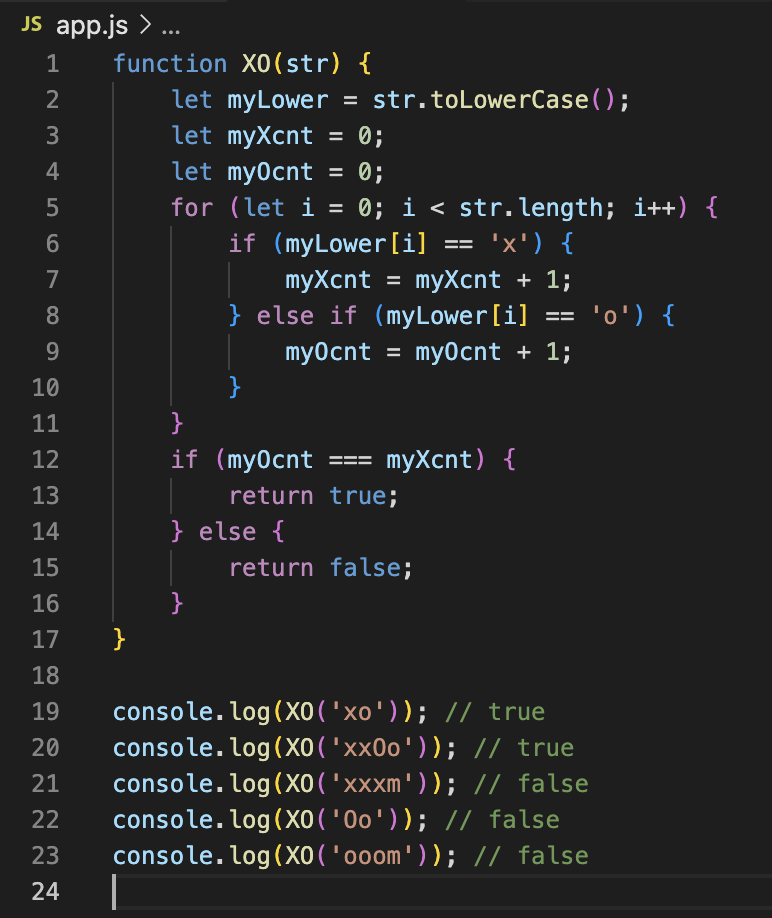 JS app.js > ...
1 function XO(str) {
2     let myLower = str.toLowerCase();
3     let myXcnt = 0;
4     let myOcnt = 0;
5     for (let i = 0; i < str.length; i++) {
6         if (myLower[i] == 'x') {
7             myXcnt = myXcnt + 1;
8         } else if (myLower[i] == 'o') {
9             myOcnt = myOcnt + 1;
10         }
11     }
12     if (myOcnt === myXcnt) {
13         return true;
14     } else {
15         return false;
16     }
17 }
18
19 console.log(XO('xo')); // true
20 console.log(XO('xxOo')); // true
21 console.log(XO('xxxm')); // false
22 console.log(XO('Oo')); // false
23 console.log(XO('ooom')); // false
24